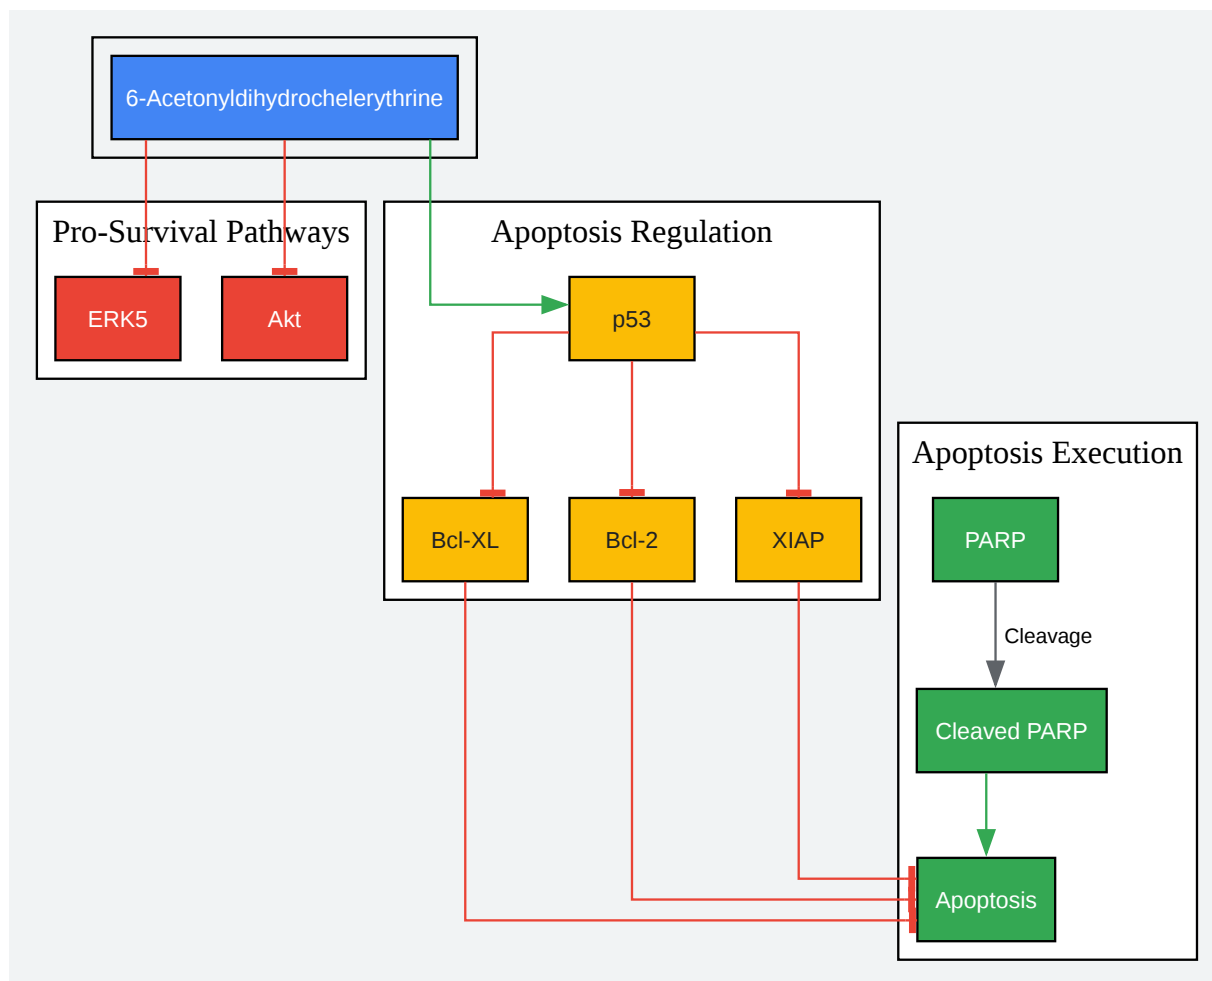 6-Acetonyldihydrochelerythrine
Pro-Survival Pathways
ERK5
Akt
Apoptosis Regulation
p53
Bcl-XL
Bcl-2
XIAP
Apoptosis Execution
PARP
Cleavage
Cleaved PARP
Apoptosis